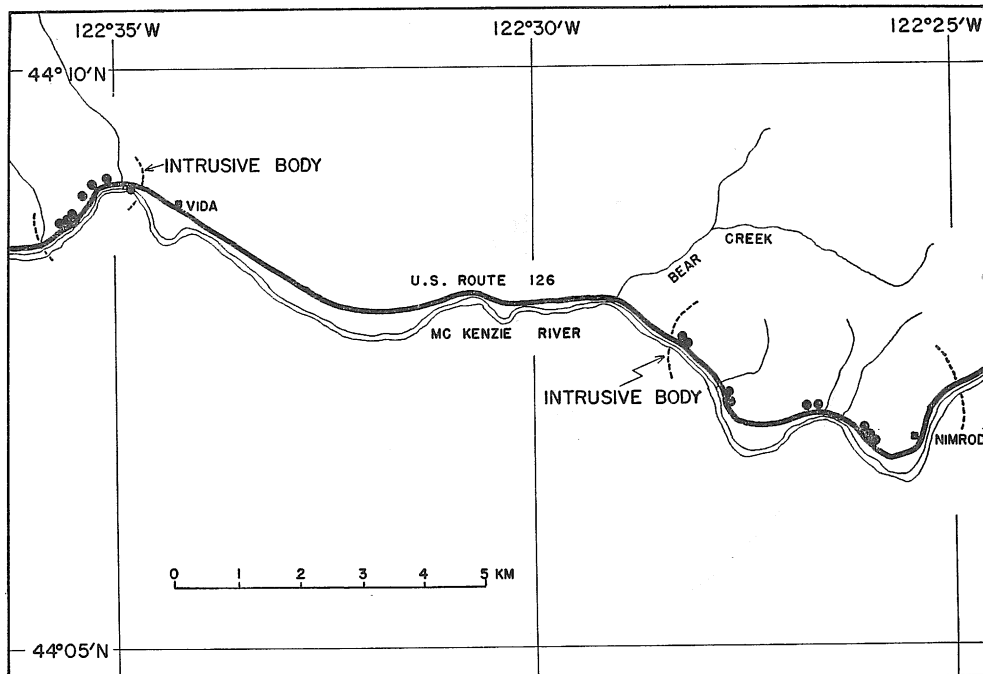 122°35'W
122°30'W
122°25'W
44°10'N
INTRUSIVE BODY
VIDA
CREEK
BEAR
U.S. ROUTE 126
MC KENZIE RIVER
INTRUSIVE BODY
NIMROD
0 1 2 3 4 5 KM
44°05'N